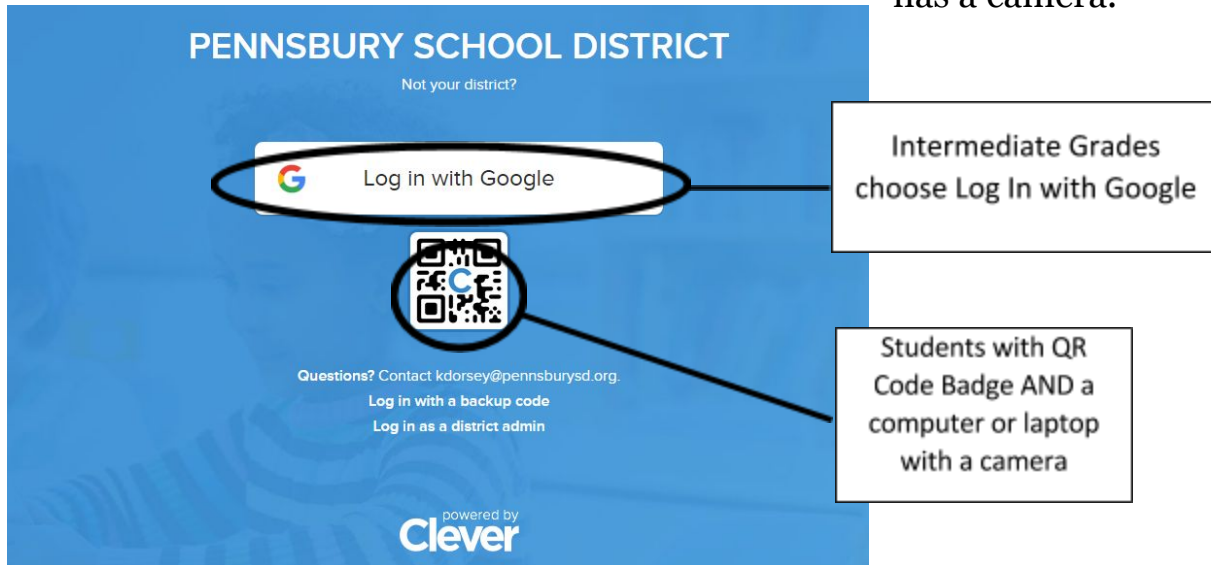 has a camera.
PENNSBURY SCHOOL DISTRICT
Not your district?
Log in with Google
Intermediate Grades
choose Log In with Google
Questions? Contact kdorsey@pennsburysd.org.
Log in with a backup code
Log in as a district admin
Students with QR
Code Badge AND a
computer or laptop
with a camera
powered by
Clever